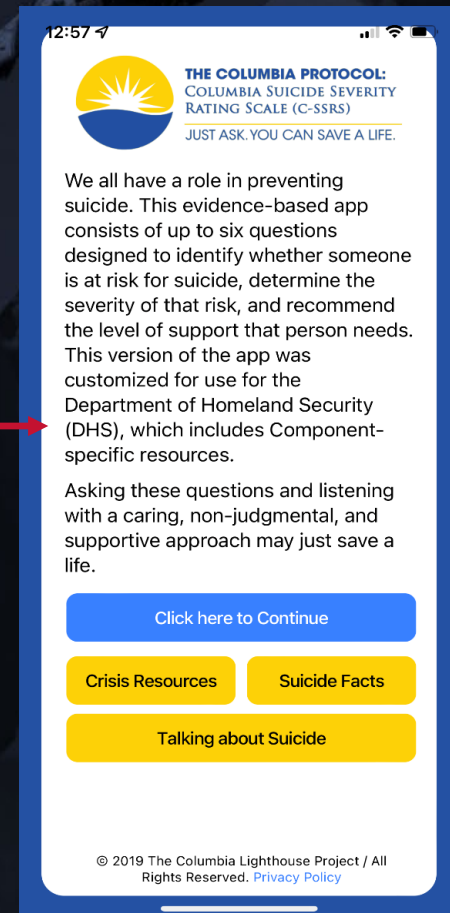 12:57
THE COLUMBIA PROTOCOL:
COLUMBIA SUICIDE SEVERITY
RATING SCALE (C-SSRS)
JUST ASK. YOU CAN SAVE A LIFE.
We all have a role in preventing
suicide. This evidence-based app
consists of up to six questions
designed to identify whether someone
is at risk for suicide, determine the
severity of that risk, and recommend
the level of support that person needs.
This version of the app was
customized for use for the
Department of Homeland Security
(DHS), which includes Component-
specific resources.
Asking these questions and listening
with a caring, non-judgmental, and
supportive approach may just save a
life.
Click here to Continue
Crisis Resources Suicide Facts
Talking about Suicide
© 2019 The Columbia Lighthouse Project / All
Rights Reserved. Privacy Policy